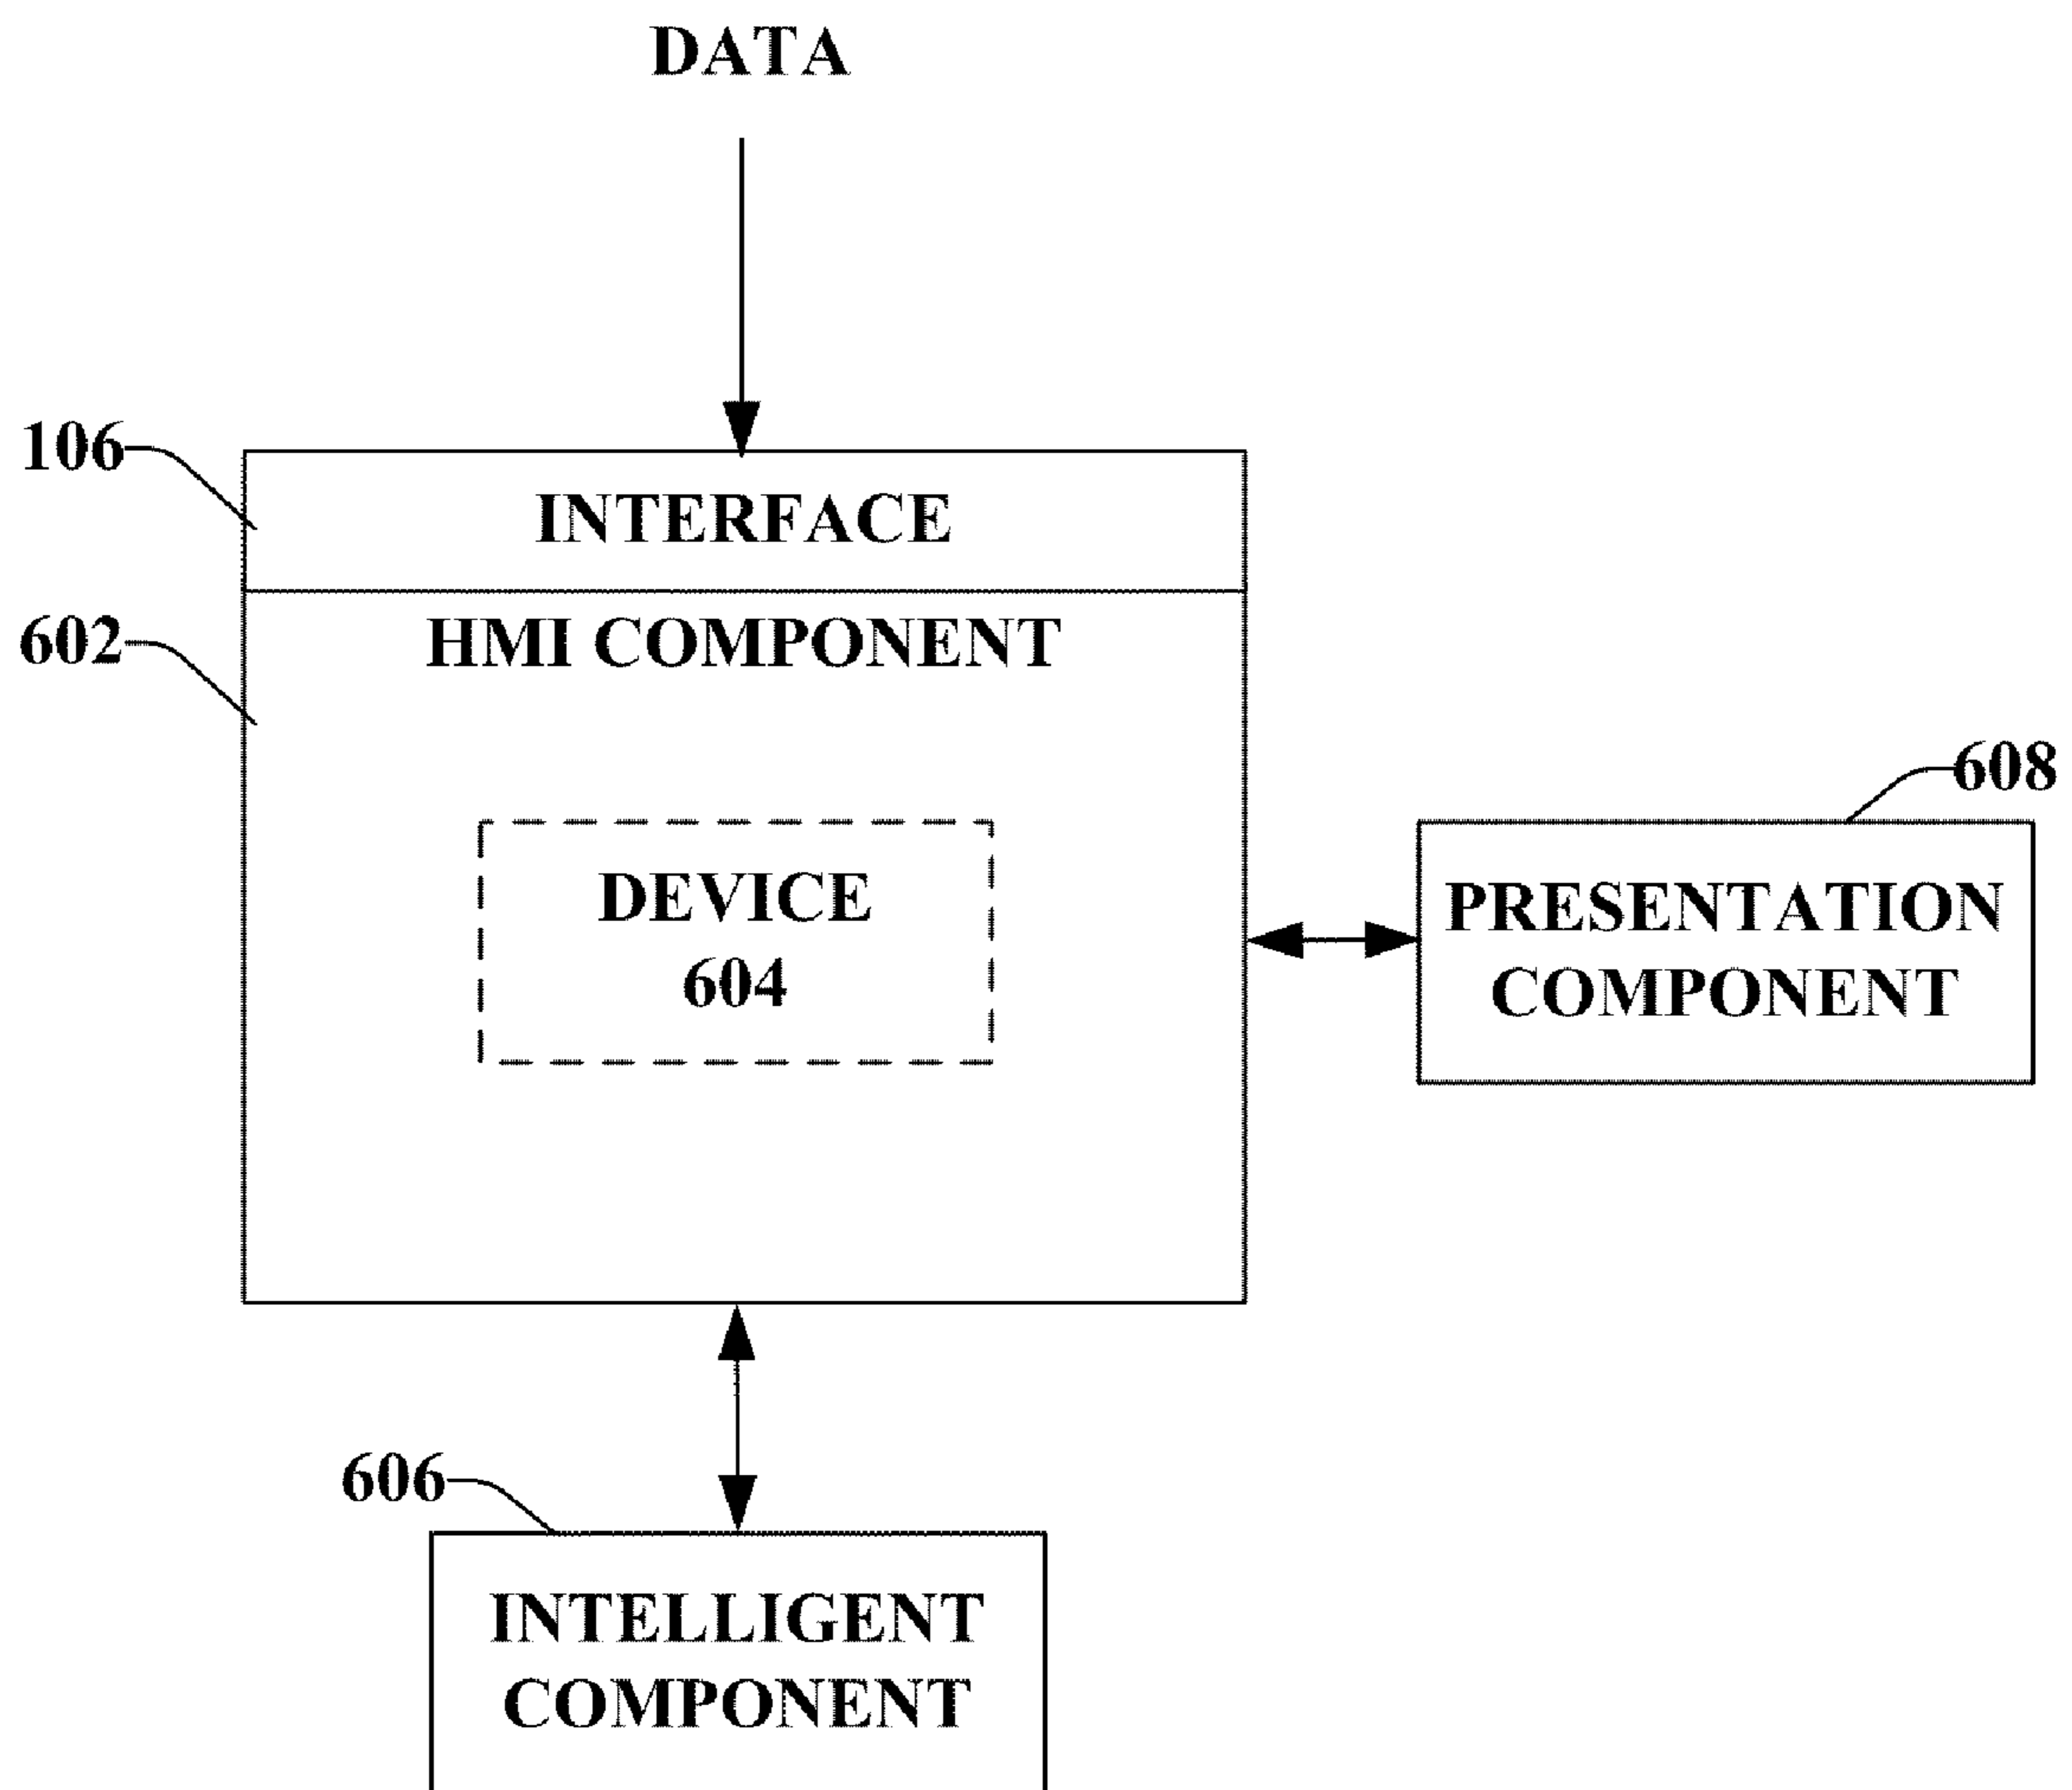 DATA
106
INTERFACE
602
HMI COMPONENT
608
DEVICE
604
PRESENTATION
COMPONENT
606
INTELLIGENT
COMPONENT